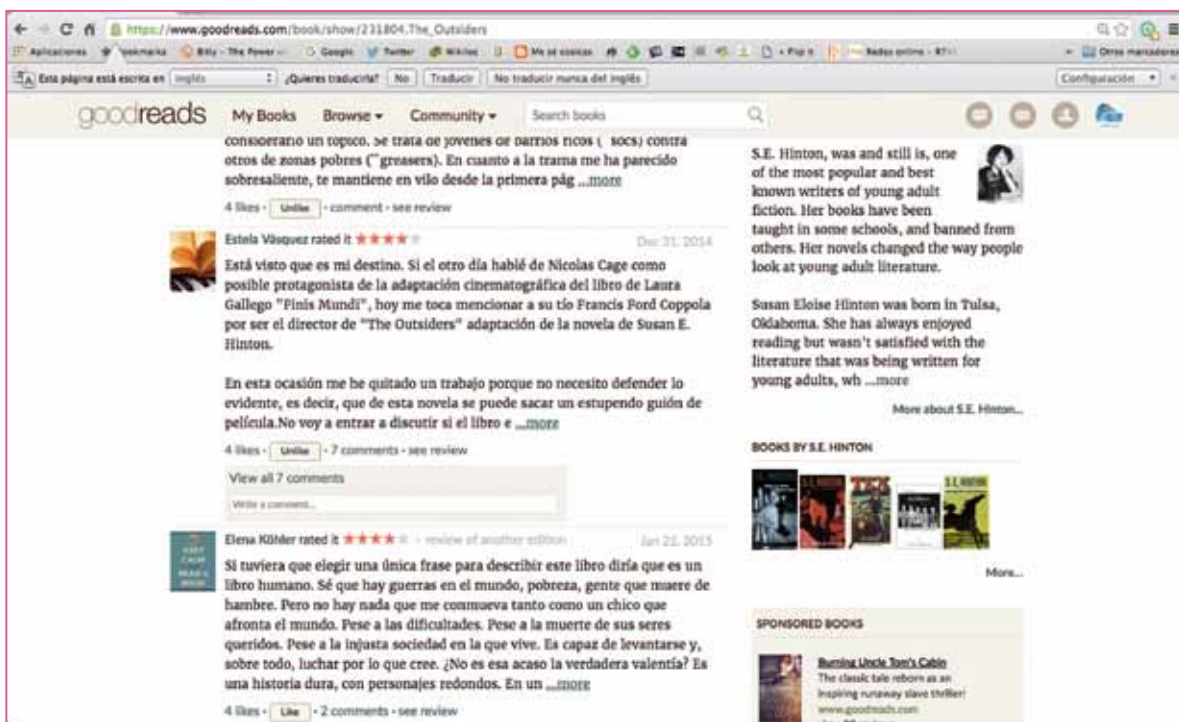 https://www.goodreads.com/book/show/231804.The_Outsiders
Aplicaciones
Bitly - The Power
Google
Twitter
Wikiloc
+ Flip it
Redes online -
Otros marcadores
Esta página está escrita en inglés ¿Quieres traducirla? No Traducir No traducir nunca del inglés Configuración
goodreads My Books Browse Community Search books
considerarlo un tópico. Se trata de jóvenes de barrios ricos (¨socs) contra
otros de zonas pobres (¨greasers). En cuanto a la trama me ha parecido
sobresaliente, te mantiene en vilo desde la primera pág ...more
4 likes · Unlike · comment · see review
Estela Vásquez rated it ★★★★★ Dec 31, 2014
Está visto que es mi destino. Si el otro día hablé de Nicolas Cage como
posible protagonista de la adaptación cinematográfica del libro de Laura
Gallego "Finis Mundi", hoy me toca mencionar a su tío Francis Ford Coppola
por ser el director de "The Outsiders" adaptación de la novela de Susan E.
Hinton.
En esta ocasión me he quitado un trabajo porque no necesito defender lo
evidente, es decir, que de esta novela se puede sacar un estupendo guión de
película.No voy a entrar a discutir si el libro e ...more
4 likes · Unlike · 7 comments · see review
View all 7 comments
Write a comment...
Elena Köhler rated it ★★★★★ · review of another edition Jan 22, 2015
KEEP
CALM
READ A
BOOK
Si tuviera que elegir una única frase para describir este libro diría que es un
libro humano. Sé que hay guerras en el mundo, pobreza, gente que muere de
hambre. Pero no hay nada que me conmueva tanto como un chico que
afronta el mundo. Pese a las dificultades. Pese a la muerte de sus seres
queridos. Pese a la injusta sociedad en la que vive. Es capaz de levantarse y,
sobre todo, luchar por lo que cree. ¿No es esa acaso la verdadera valentía? Es
una historia dura, con personajes redondos. En un ...more
4 likes · Like · 2 comments · see review
S.E. Hinton, was and still is, one
of the most popular and best
known writers of young adult
fiction. Her books have been
taught in some schools, and banned from
others. Her novels changed the way people
look at young adult literature.
Susan Eloise Hinton was born in Tulsa,
Oklahoma. She has always enjoyed
reading but wasn't satisfied with the
literature that was being written for
young adults, wh ...more
More about S.E. Hinton...
BOOKS BY S.E. HINTON
S.E. HINTON
TEX
S.E. HINTON
More...
SPONSORED BOOKS
Burning Uncle Tom's Cabin
The classic tale reborn as an
inspiring runaway slave thriller!
www.goodreads.com